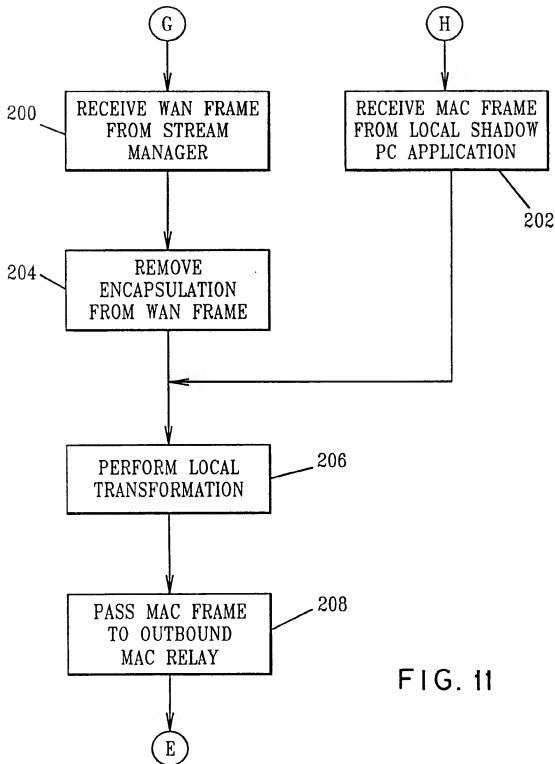 G
H
200
RECEIVE WAN FRAME
FROM STREAM
MANAGER
RECEIVE MAC FRAME
FROM LOCAL SHADOW
PC APPLICATION
202
204
REMOVE
ENCAPSULATION
FROM WAN FRAME
PERFORM LOCAL
TRANSFORMATION
206
PASS MAC FRAME
TO OUTBOUND
MAC RELAY
208
E
FIG. 11